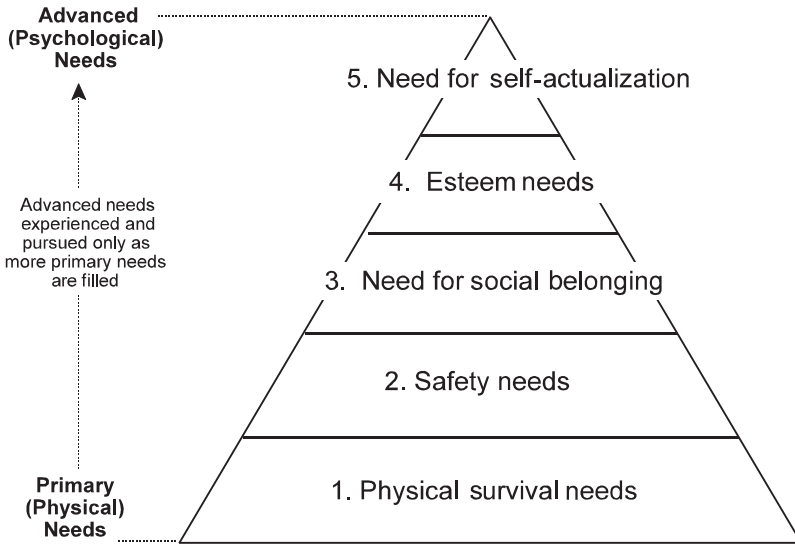 Advanced
(Psychological)
Needs
Advanced needs
experienced and
pursued only as
more primary needs
are filled
Primary
(Physical)
Needs
5. Need for self-actualization
4. Esteem needs
3. Need for social belonging
2. Safety needs
1. Physical survival needs